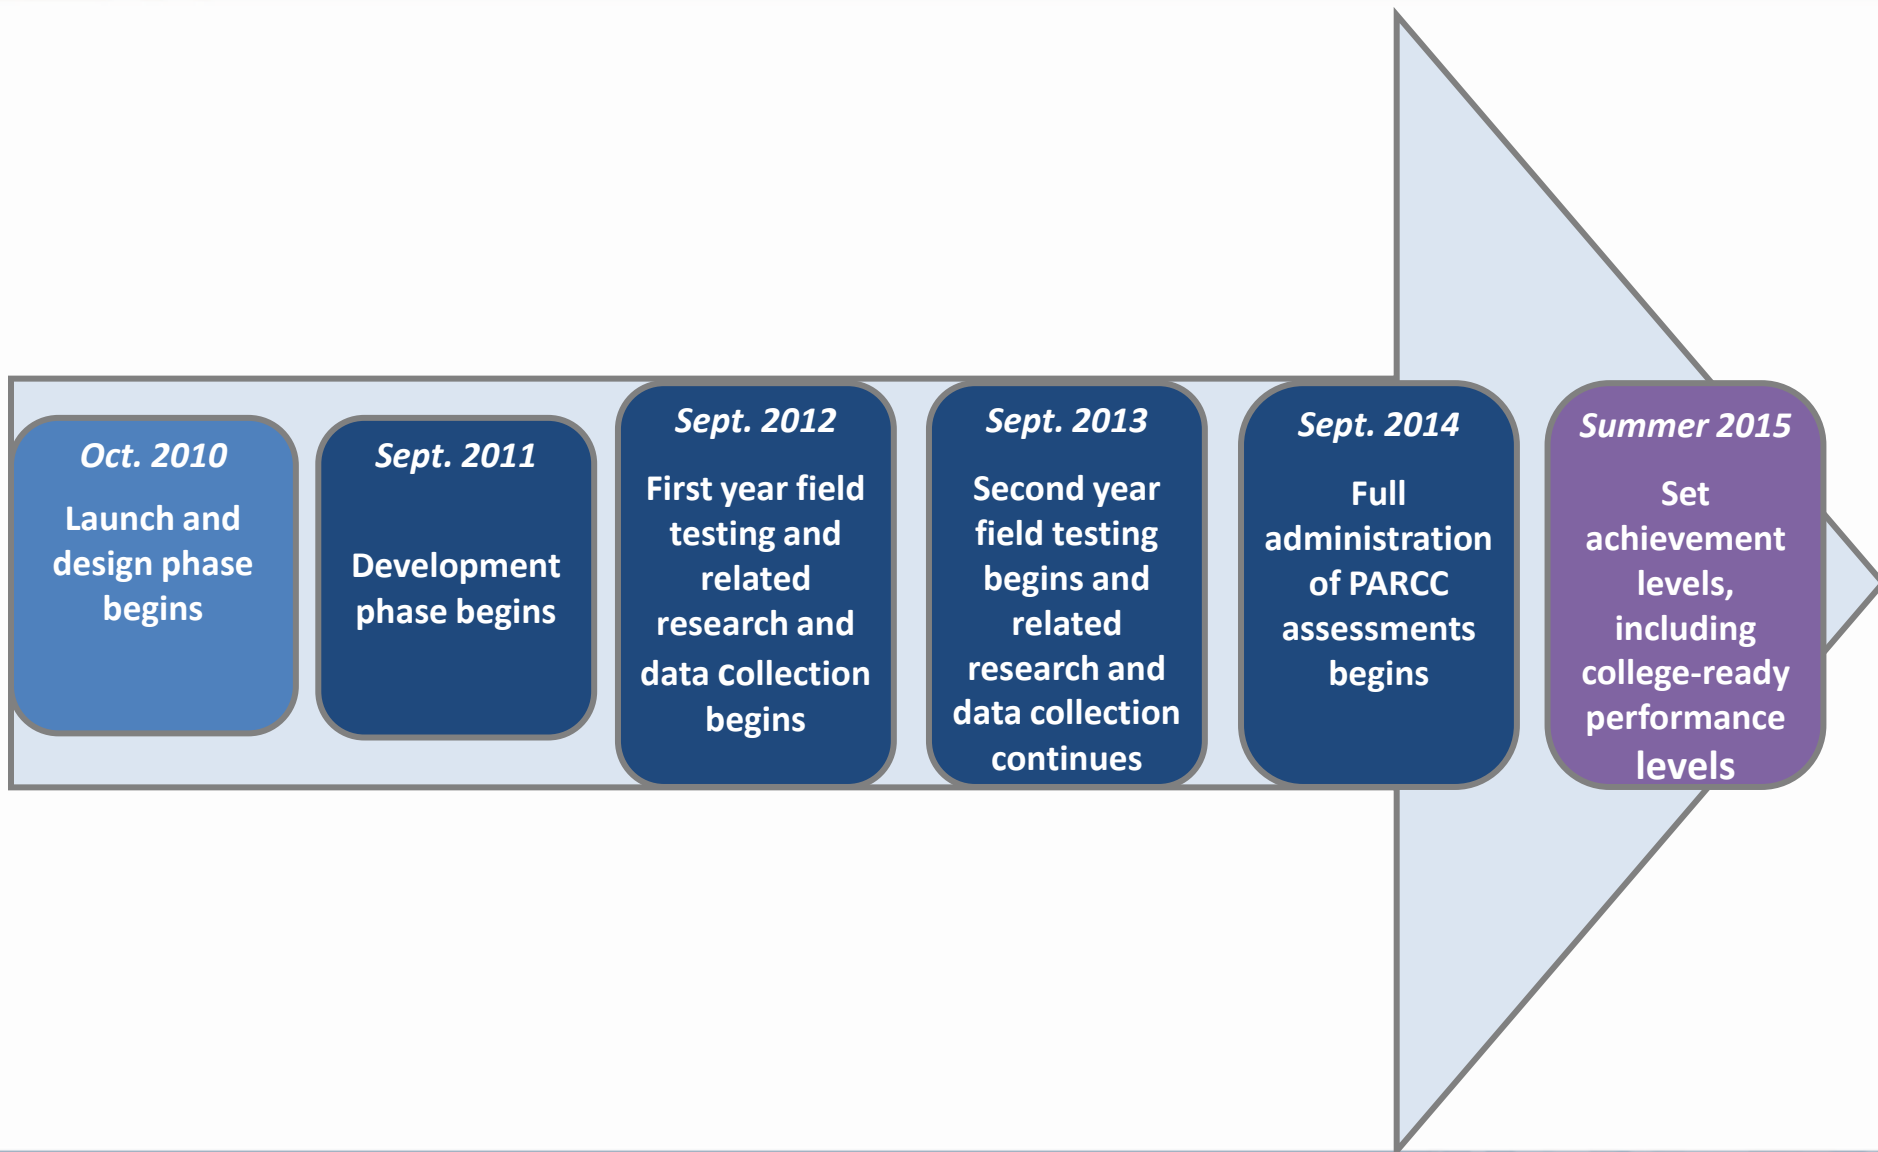 Oct. 2010
Launch and
design phase
begins
Sept. 2011
Development
phase begins
Sept. 2012
First year field
testing and
related
research and
data collection
begins
Sept. 2013
Second year
field testing
begins and
related
research and
data collection
continues
Sept. 2014
Full
administration
of PARCC
assessments
begins
Summer 2015
Set
achievement
levels,
including
college-ready
performance
levels